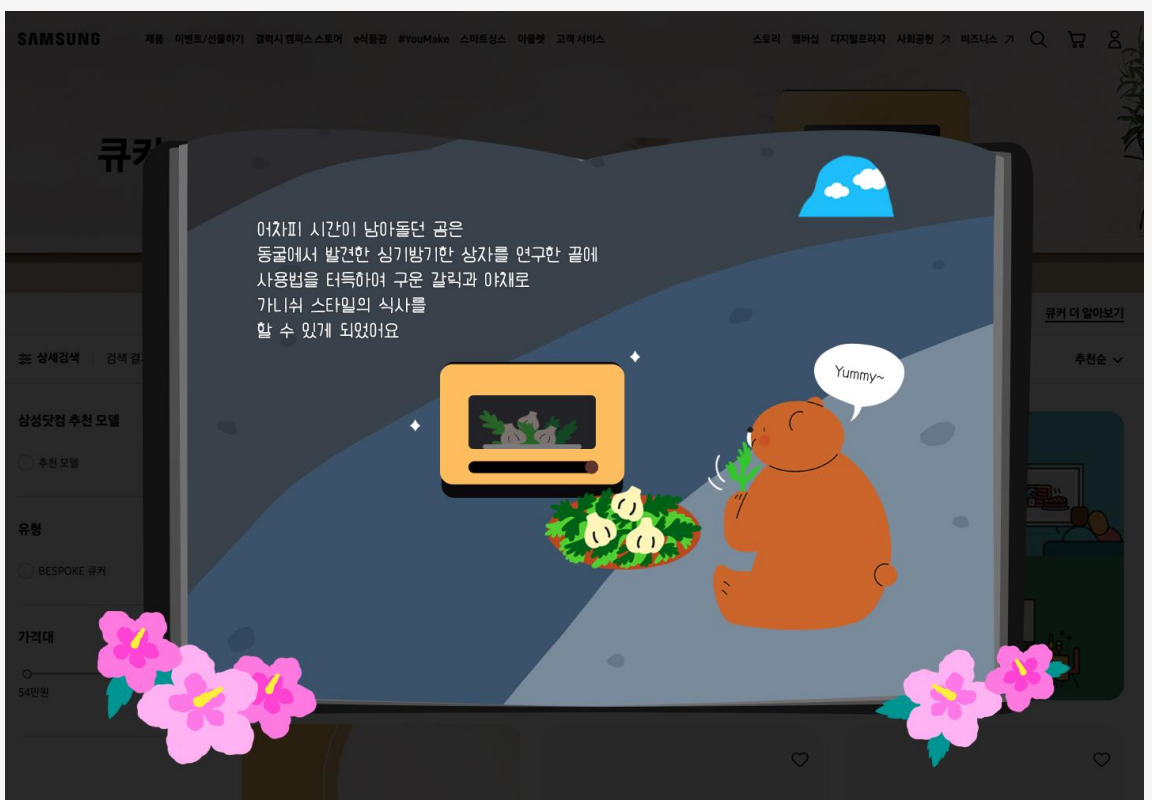 SAMSUNG 제품 이벤트/선물하기 갤럭시 캠퍼스 스토어 e식품관 #YouMake 스마트싱스 아울렛 고객 서비스 스토리 멤버십 디지털프라자 사회공헌 비즈니스
어차피 시간이 남아돌던 곰은
동굴에서 발견한 싱기방기한 상자를 연구한 끝에
사용법을 터득하여 구운 갈릭과 야채로
가니쉬 스타일의 식사를
할 수 있게 되었어요
큐커 더 알아보기
상세검색 검색
추천순
Yummy~
삼성닷컴 추천 모델
추천 모델
유형
BESPOKE 큐커
가격대
54만원